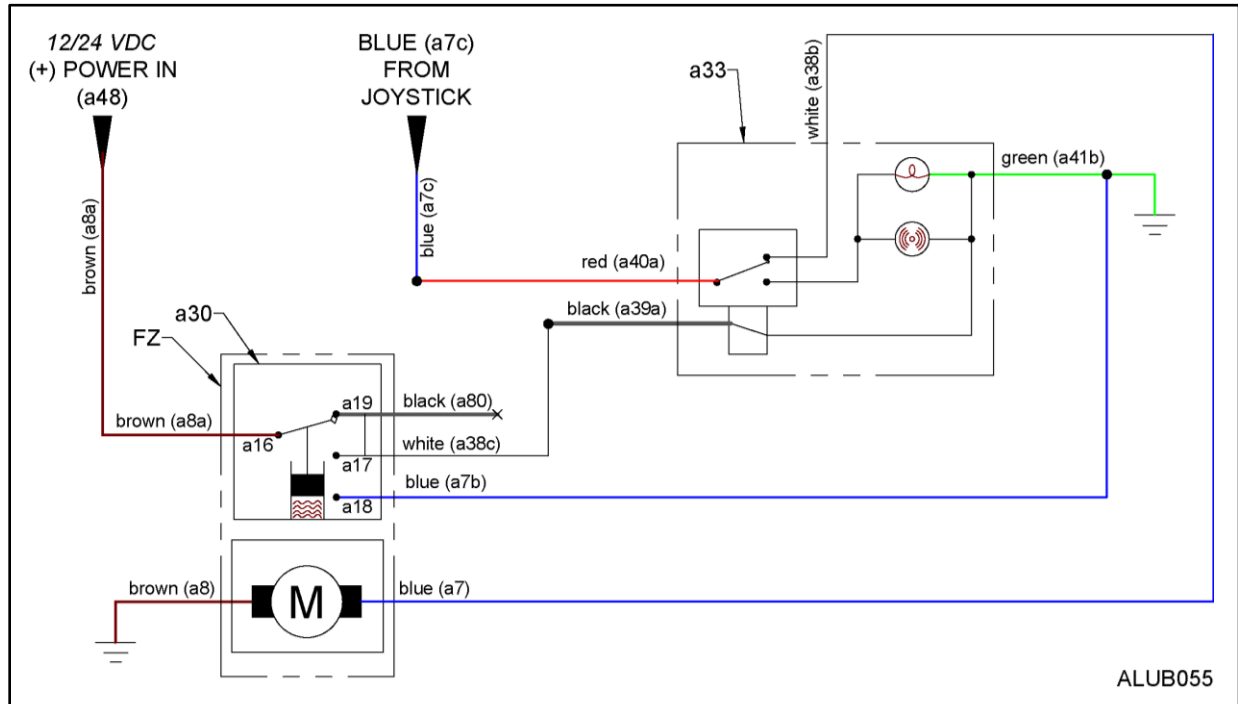 12/24 VDC
(+) POWER IN
(a48)
BLUE (a7c)
FROM
JOYSTICK
a33
white (a38b)
green (a41b)
brown (a8a)
blue (a7c)
red (a40a)
black (a39a)
a30
FZ
a19
black (a80)
brown (a8a)
a16
white (a38c)
a17
blue (a7b)
a18
brown (a8)
M
blue (a7)
ALUB055